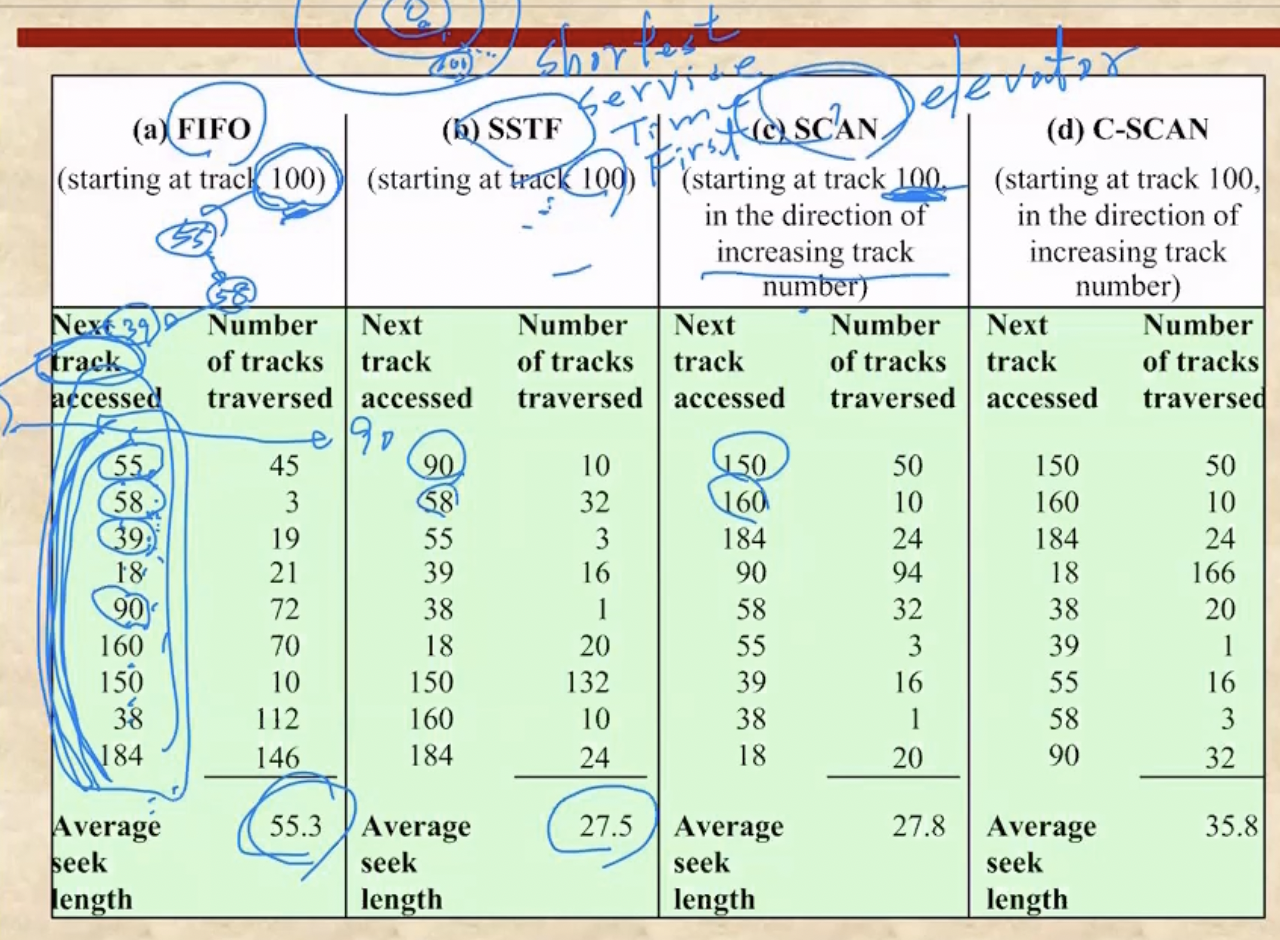 shortest
service
Time
First
elevator
?
(a) FIFO (b) SSTF (c) SCAN (d) C-SCAN
(starting at track 100) (starting at track 100) (starting at track 100, (starting at track 100,
in the direction of in the direction of
increasing track increasing track
number) number)
55
58
39
Next Number Next Number Next Number Next Number
track of tracks track of tracks track of tracks track of tracks
accessed traversed accessed traversed accessed traversed accessed traversed
90
55 45 90 10 150 50 150 50
58 3 58 32 160 10 160 10
39 19 55 3 184 24 184 24
18 21 39 16 90 94 18 166
90 72 38 1 58 32 38 20
160 70 18 20 55 3 39 1
150 10 150 132 39 16 55 16
38 112 160 10 38 1 58 3
184 146 184 24 18 20 90 32
Average 55.3 Average 27.5 Average 27.8 Average 35.8
seek seek seek seek
length length length length